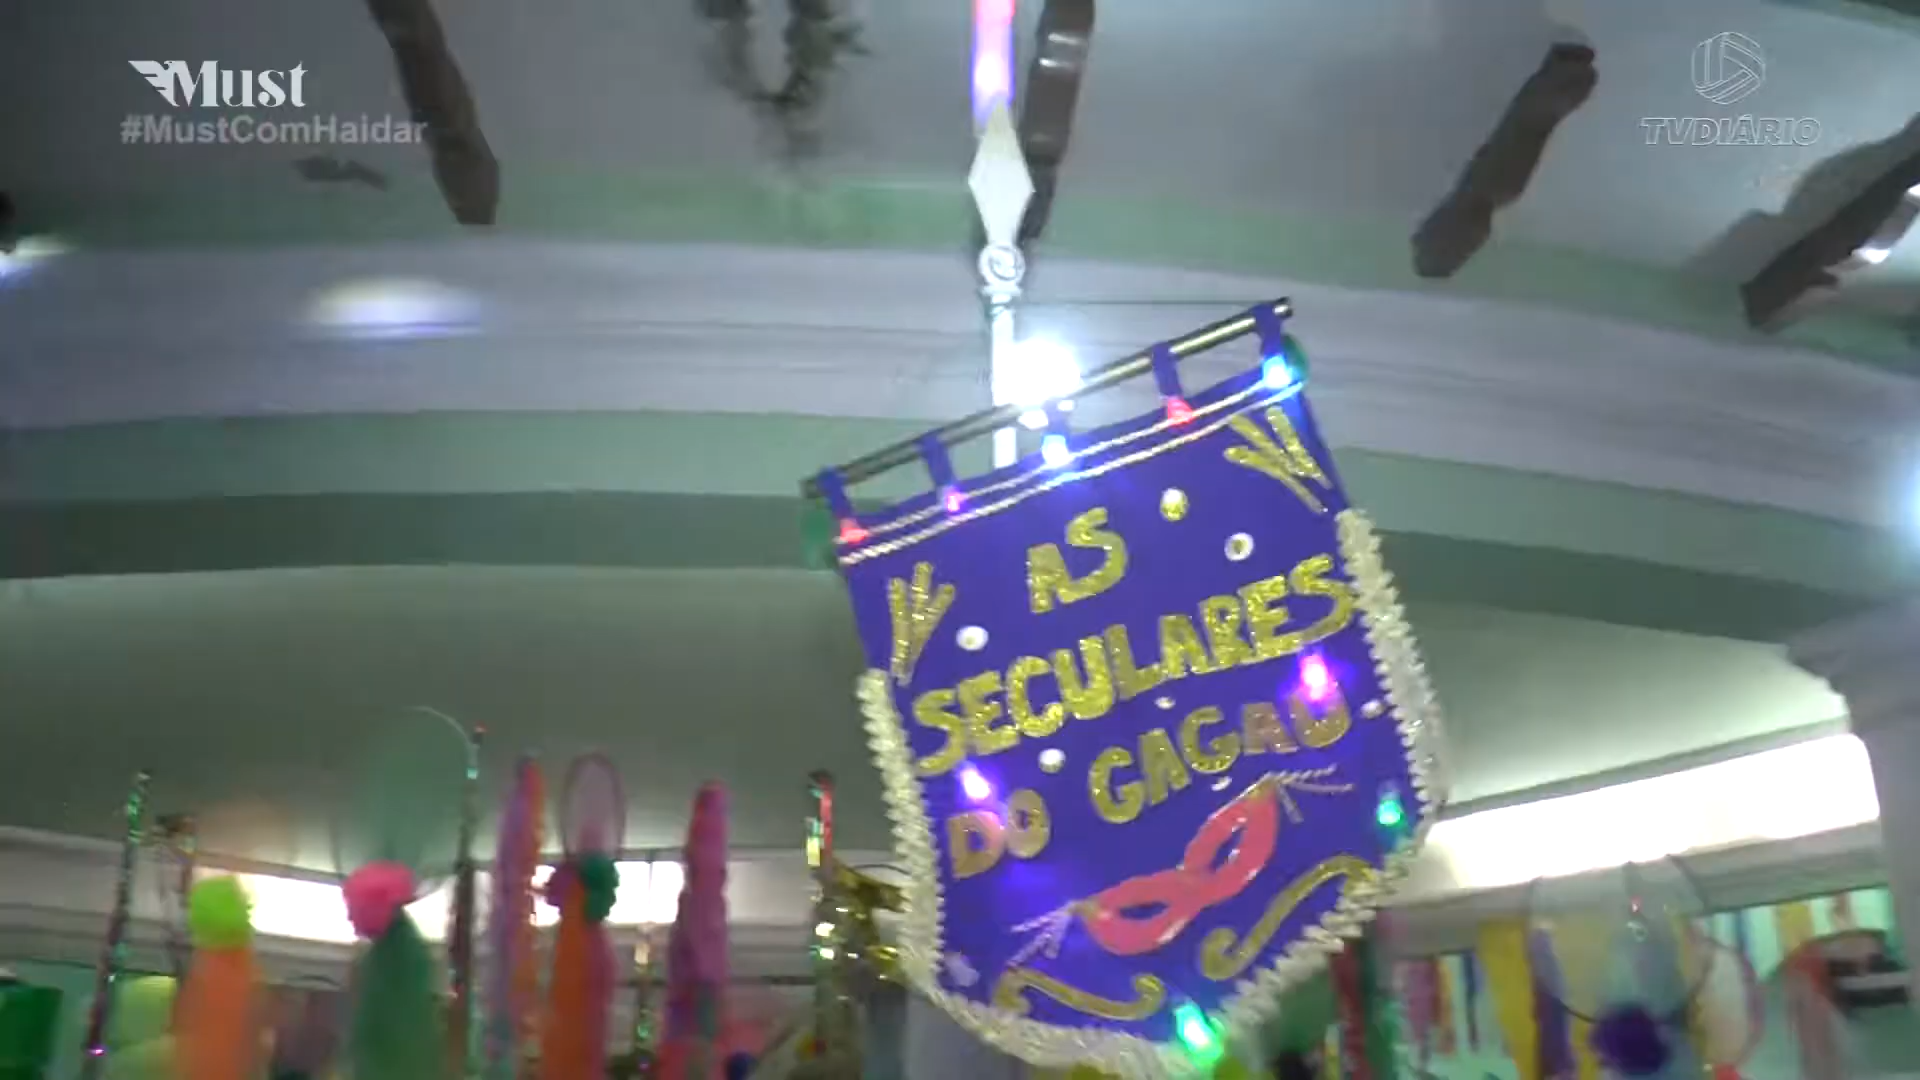 Must
#MustComHaidar
TVDIÁRIO
AS
SECULARES
DO GAGAU